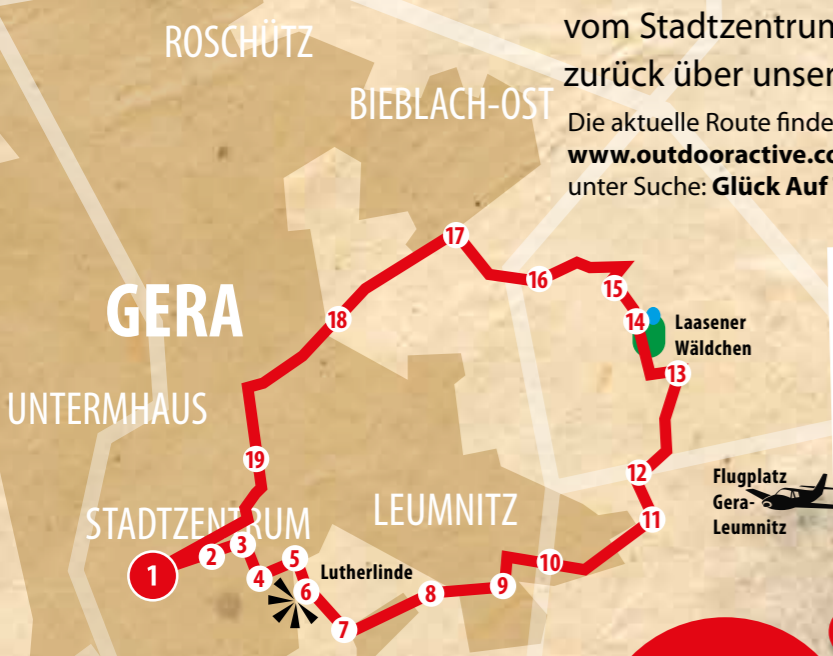 vom Stadtzentrum
zurück über unser
Die aktuelle Route finde
www.outdooractive.co
unter Suche: Glück Auf
ROSCHÜTZ
BIEBLACH-OST
GERA
UNTERMHAUS
STADTZENTRUM
LEUMNITZ
Lutherlinde
Laasener
Wäldchen
Flugplatz
Gera-
Leumnitz
1
2
3
4
5
6
7
8
9
10
11
12
13
14
15
16
17
18
19